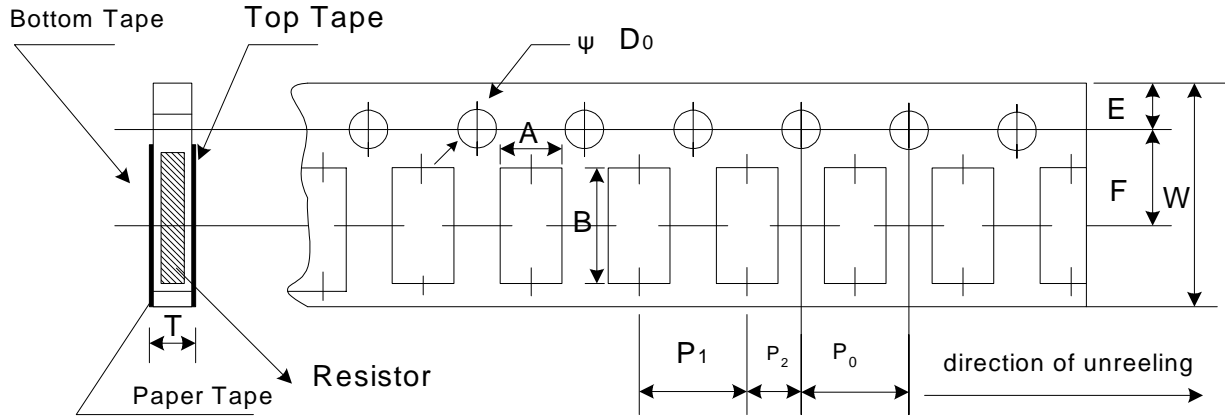 Bottom Tape
Top Tape
ψ D0
E
A
F
W
B
T
P1
P2
P0
direction of unreeling
Resistor
Paper Tape